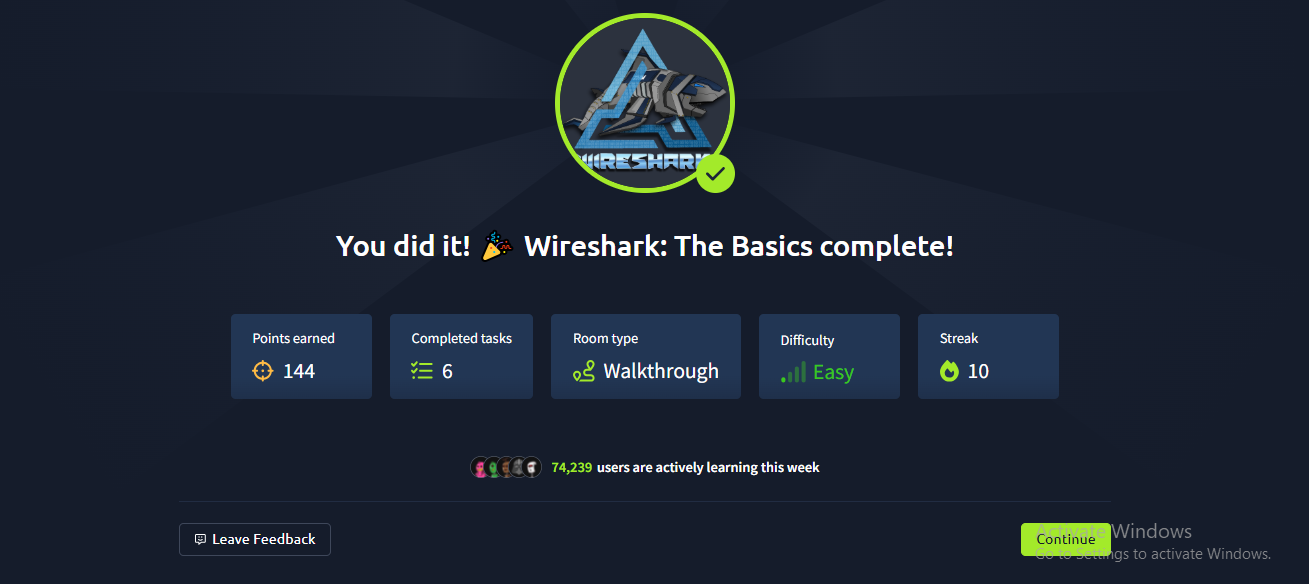 WIRESHARK
You did it! 🎉 Wireshark: The Basics complete!
Points earned
144
Completed tasks
6
Room type
Walkthrough
Difficulty
Easy
Streak
10
74,239 users are actively learning this week
Leave Feedback
Continue
Activate Windows
Go to Settings to activate Windows.